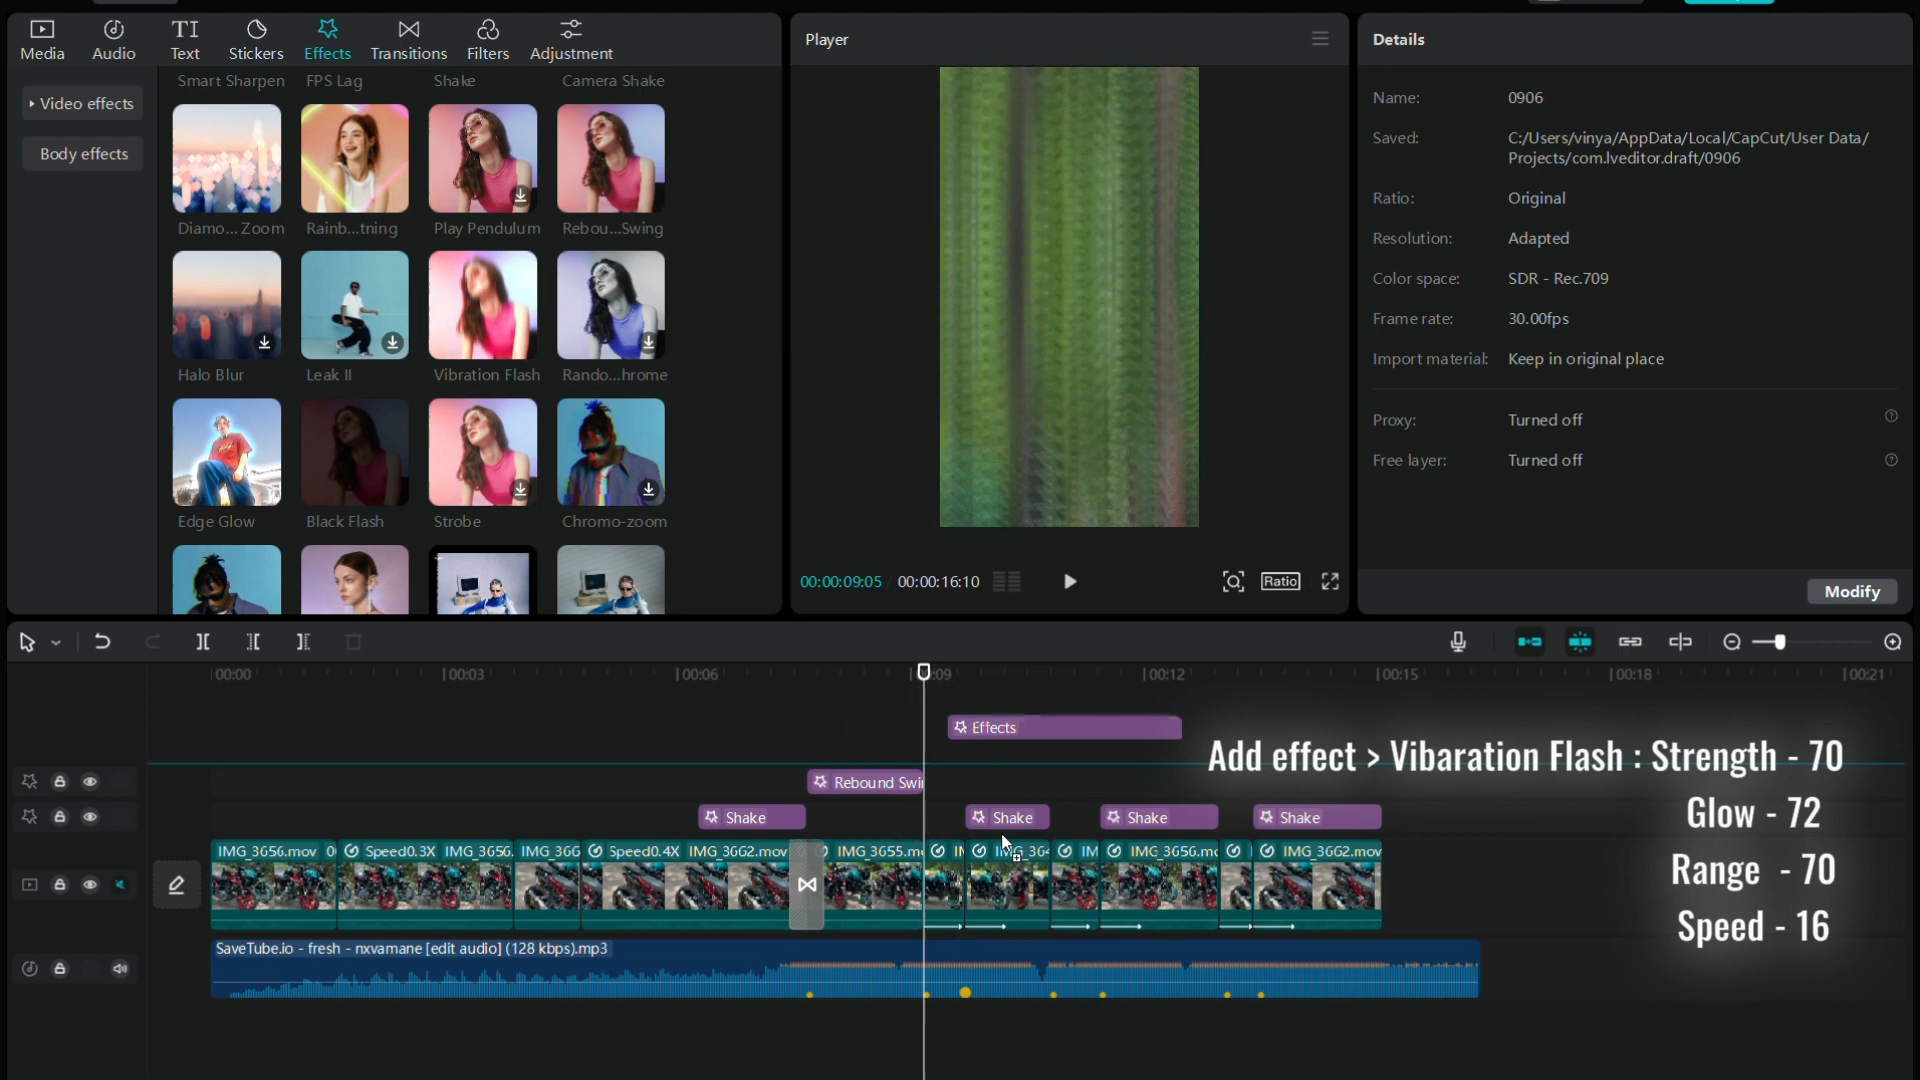 Media Audio Text Stickers Effects Transitions Filters Adjustment
Player
Details
Smart Sharpen FPS Lag Shake Camera Shake
Video effects
Body effects
Diamo... Zoom Rainb...tning Play Pendulum Rebou...Swing
Halo Blur Leak II Vibration Flash Rando...hrome
Edge Glow Black Flash Strobe Chromo-zoom
00:00:09:05 / 00:00:16:10
Ratio
Name: 0906
Saved: C:/Users/vinya/AppData/Local/CapCut/User Data/
Projects/com.lveditor.draft/0906
Ratio: Original
Resolution: Adapted
Color space: SDR - Rec.709
Frame rate: 30.00fps
Import material: Keep in original place
Proxy: Turned off
Free layer: Turned off
Modify
00:00 00:03 00:06 0:09 00:12 00:15 00:18 00:21
Effects
Rebound Swi
Shake Shake Shake Shake
IMG_3656.mov Speed0.3X IMG_3656. IMG_366 Speed0.4X IMG_3662.mov IMG_3655.m IMG_364 IM IMG_3656.mo IMG_3662.mov
SaveTube.io - fresh - nxvamane [edit audio] (128 kbps).mp3
Add effect > Vibaration Flash : Strength - 70
Glow - 72
Range - 70
Speed - 16